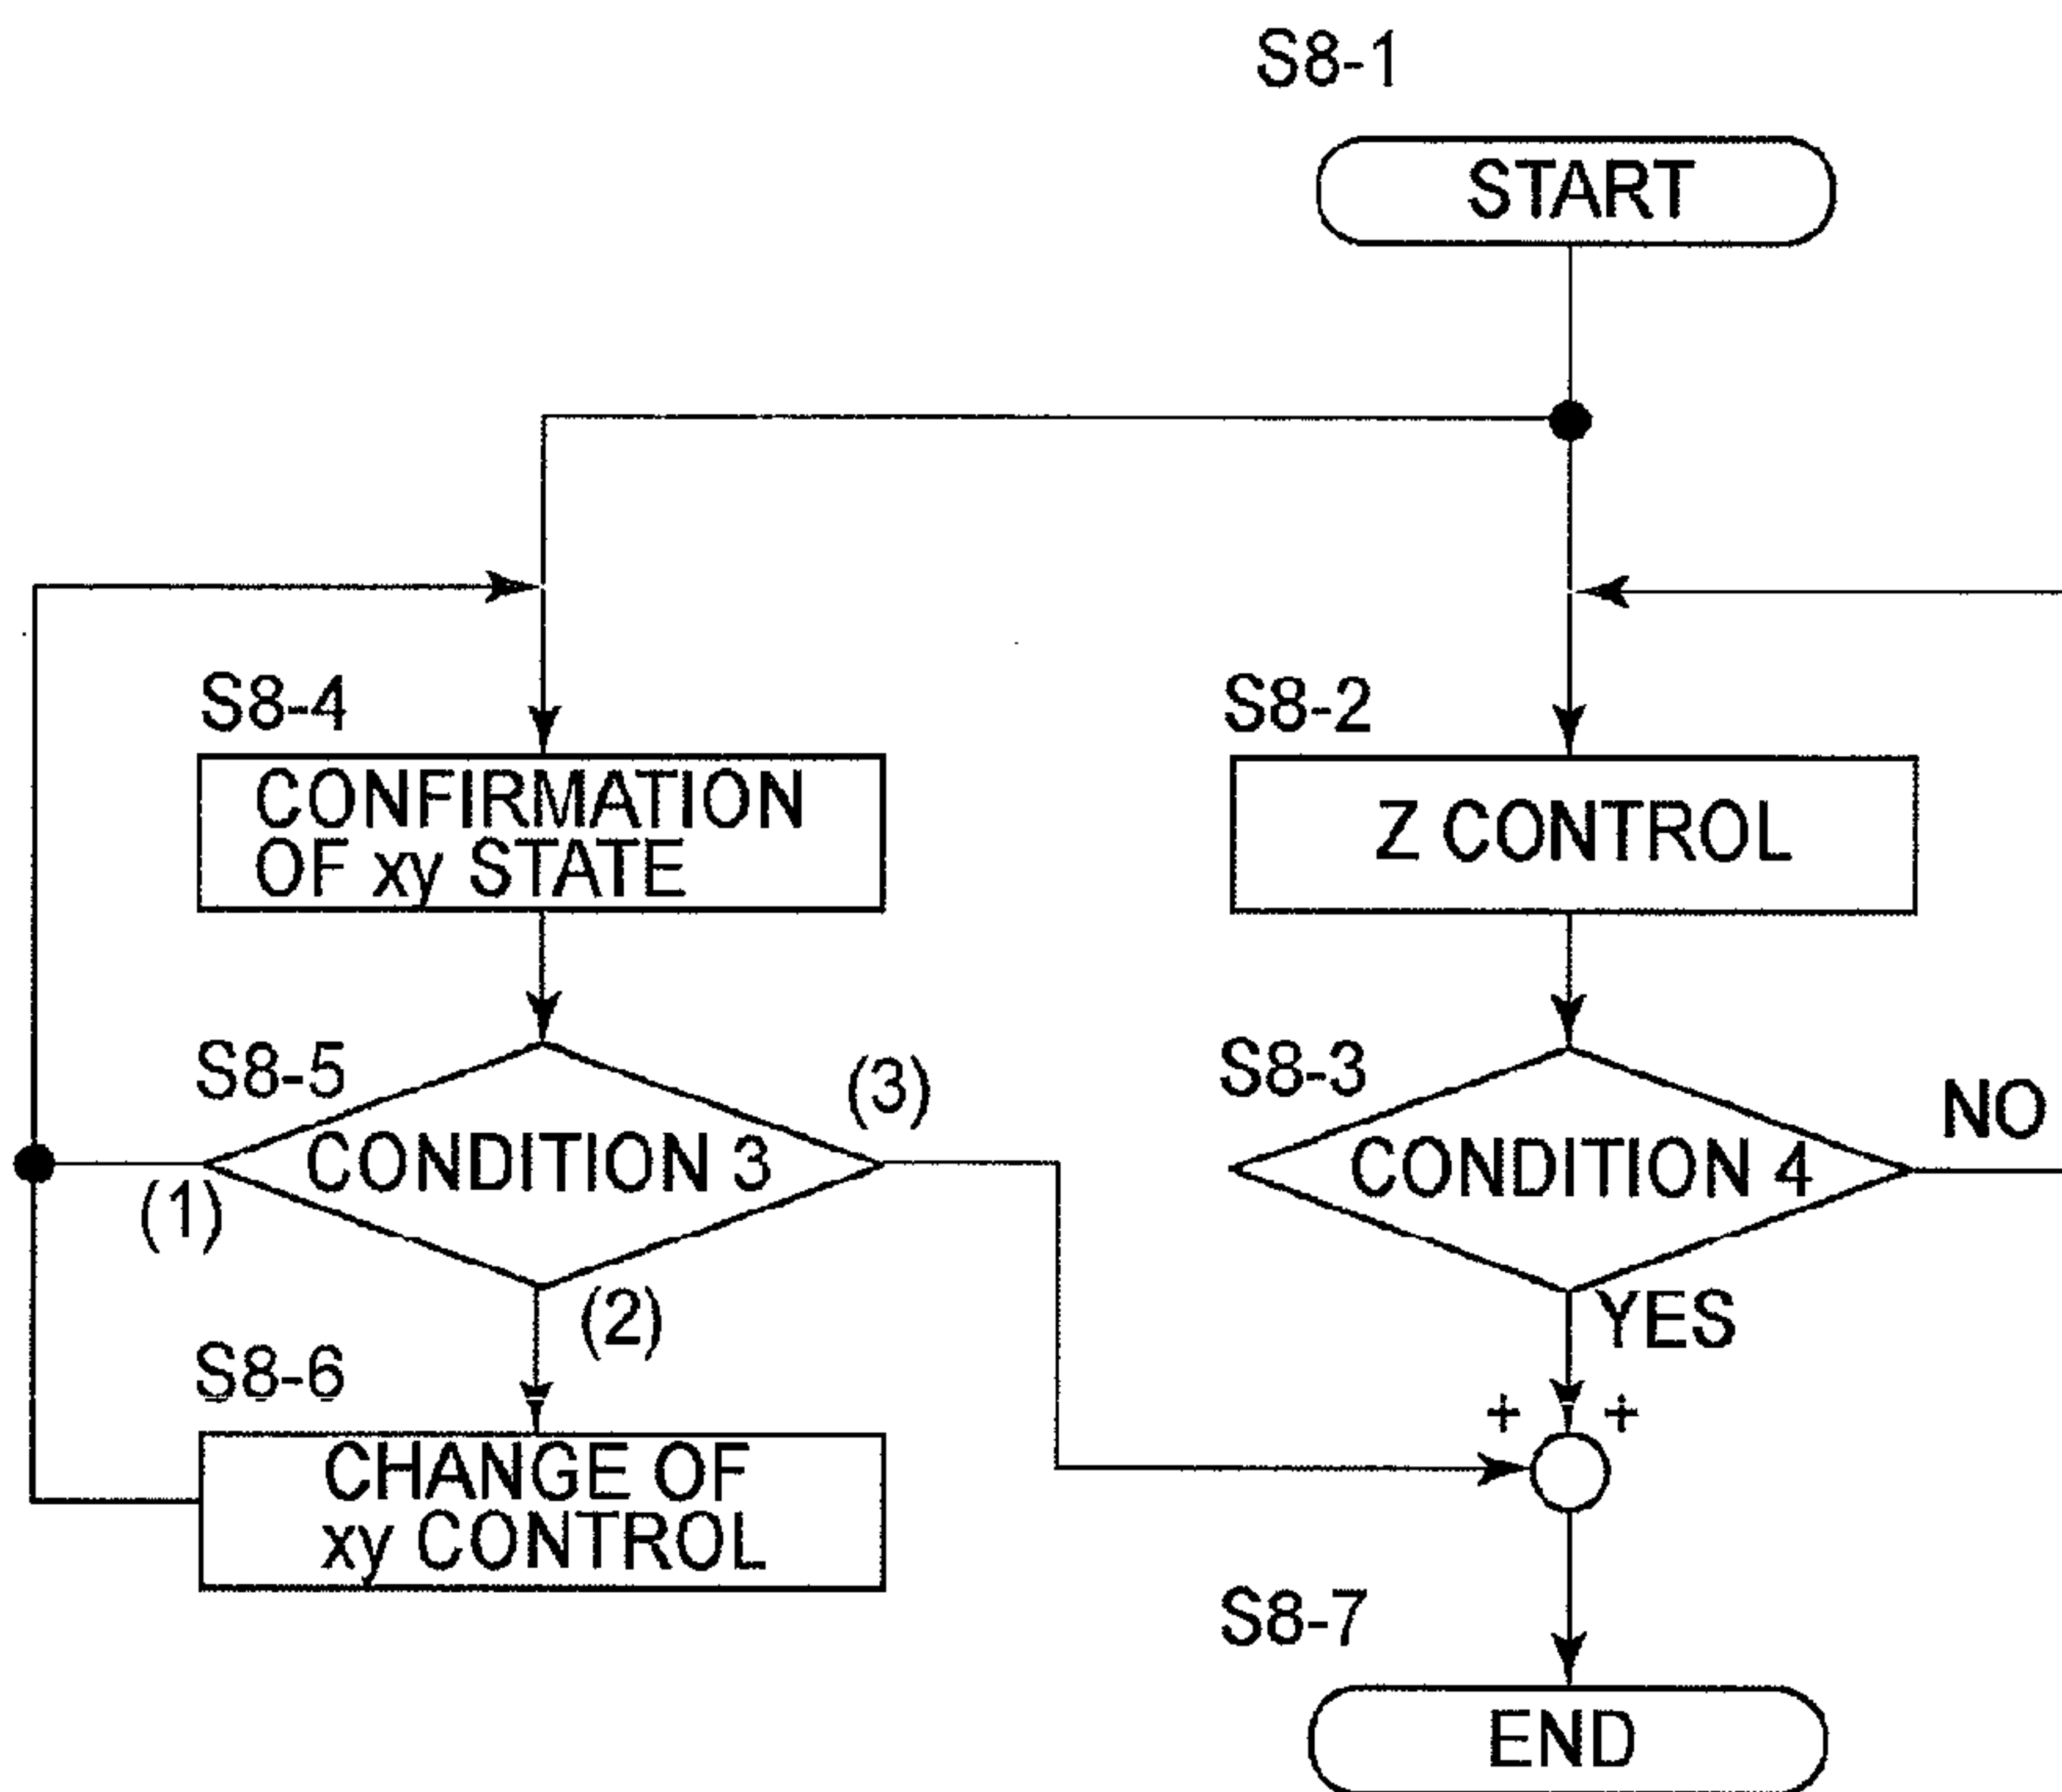 S8-1
START
S8-4
CONFIRMATION
OF xy STATE
S8-2
Z CONTROL
S8-5
CONDITION 3
(1)
(2)
(3)
S8-3
CONDITION 4
NO
YES
S8-6
CHANGE OF
xy CONTROL
+ +
S8-7
END